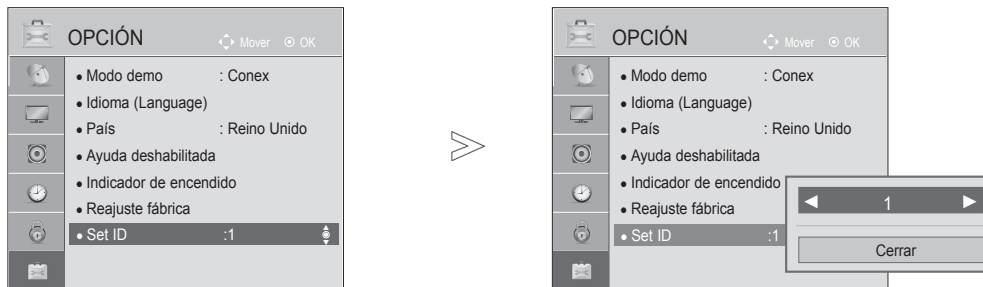 OPCIÓN Mover OK
• Modo demo : Conex
• Idioma (Language)
• País : Reino Unido
• Ayuda deshabilitada
• Indicador de encendido
• Reajuste fábrica
• Set ID :1
OPCIÓN Mover OK
• Modo demo : Conex
• Idioma (Language)
• País : Reino Unido
• Ayuda deshabilitada
• Indicador de encendido
• Reajuste fábrica
• Set ID :1
◄ 1 ►
Cerrar